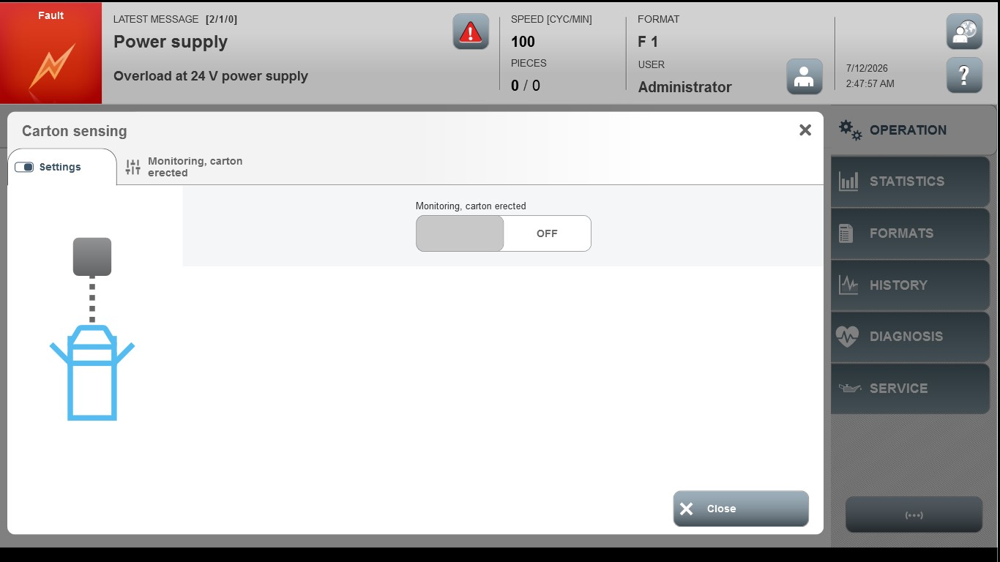 Fault
LATEST MESSAGE [2/1/0]
Power supply
Overload at 24 V power supply
SPEED [CYC/MIN]
100
PIECES
0 / 0
FORMAT
F 1
USER
Administrator
7/12/2026
2:47:57 AM
?
Carton sensing
Settings
Monitoring, carton
erected
Monitoring, carton erected
OFF
Close
OPERATION
STATISTICS
FORMATS
HISTORY
DIAGNOSIS
SERVICE
(•••)